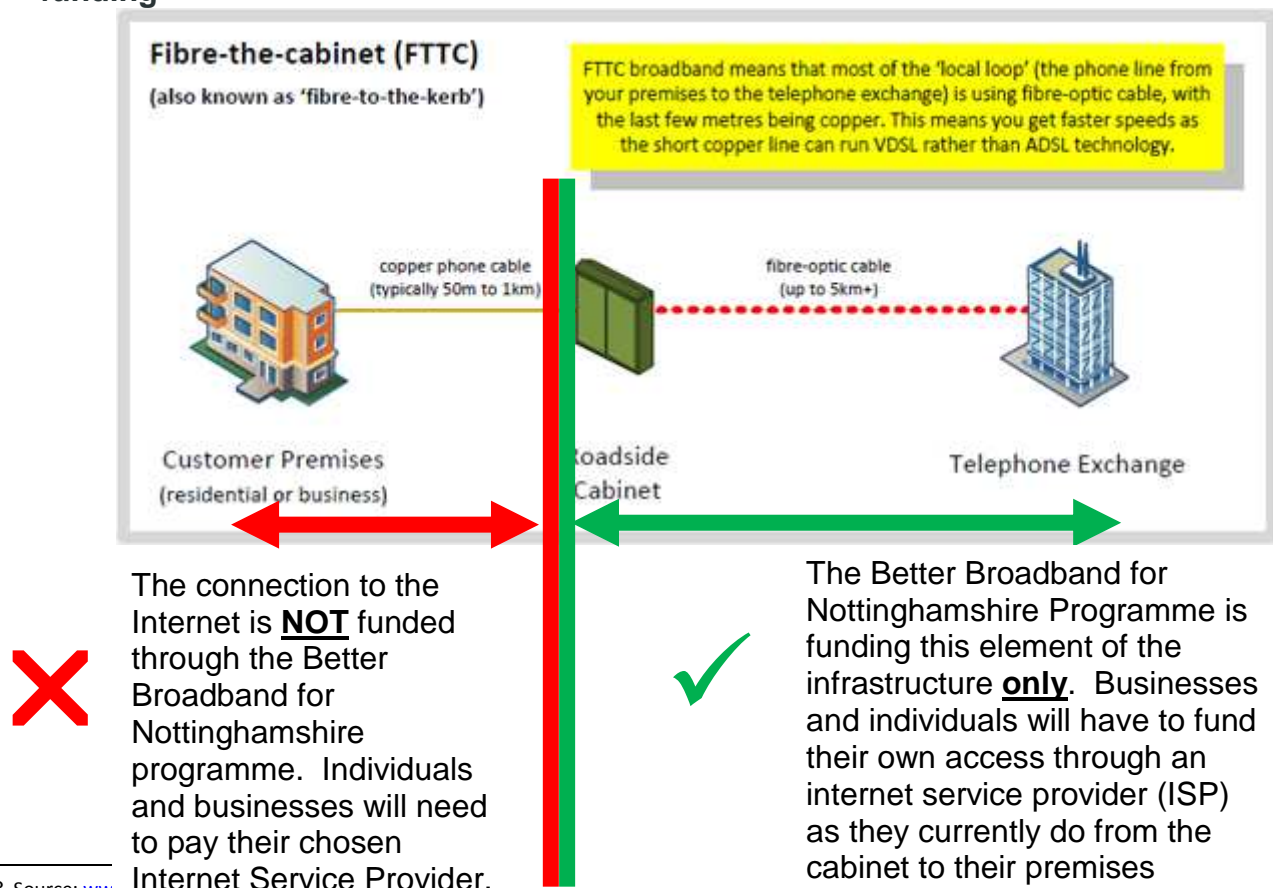 funding
Fibre-the-cabinet (FTTC)
(also known as 'fibre-to-the-kerb')
FTTC broadband means that most of the 'local loop' (the phone line from
your premises to the telephone exchange) is using fibre-optic cable, with
the last few metres being copper. This means you get faster speeds as
the short copper line can run VDSL rather than ADSL technology.
copper phone cable
(typically 50m to 1km)
fibre-optic cable
(up to 5km+)
Customer Premises
(residential or business)
Roadside
Cabinet
Telephone Exchange
The connection to the
Internet is NOT funded
through the Better
Broadband for
Nottinghamshire
programme. Individuals
and businesses will need
to pay their chosen
Internet Service Provider.
The Better Broadband for
Nottinghamshire Programme is
funding this element of the
infrastructure only. Businesses
and individuals will have to fund
their own access through an
internet service provider (ISP)
as they currently do from the
cabinet to their premises
Source: www